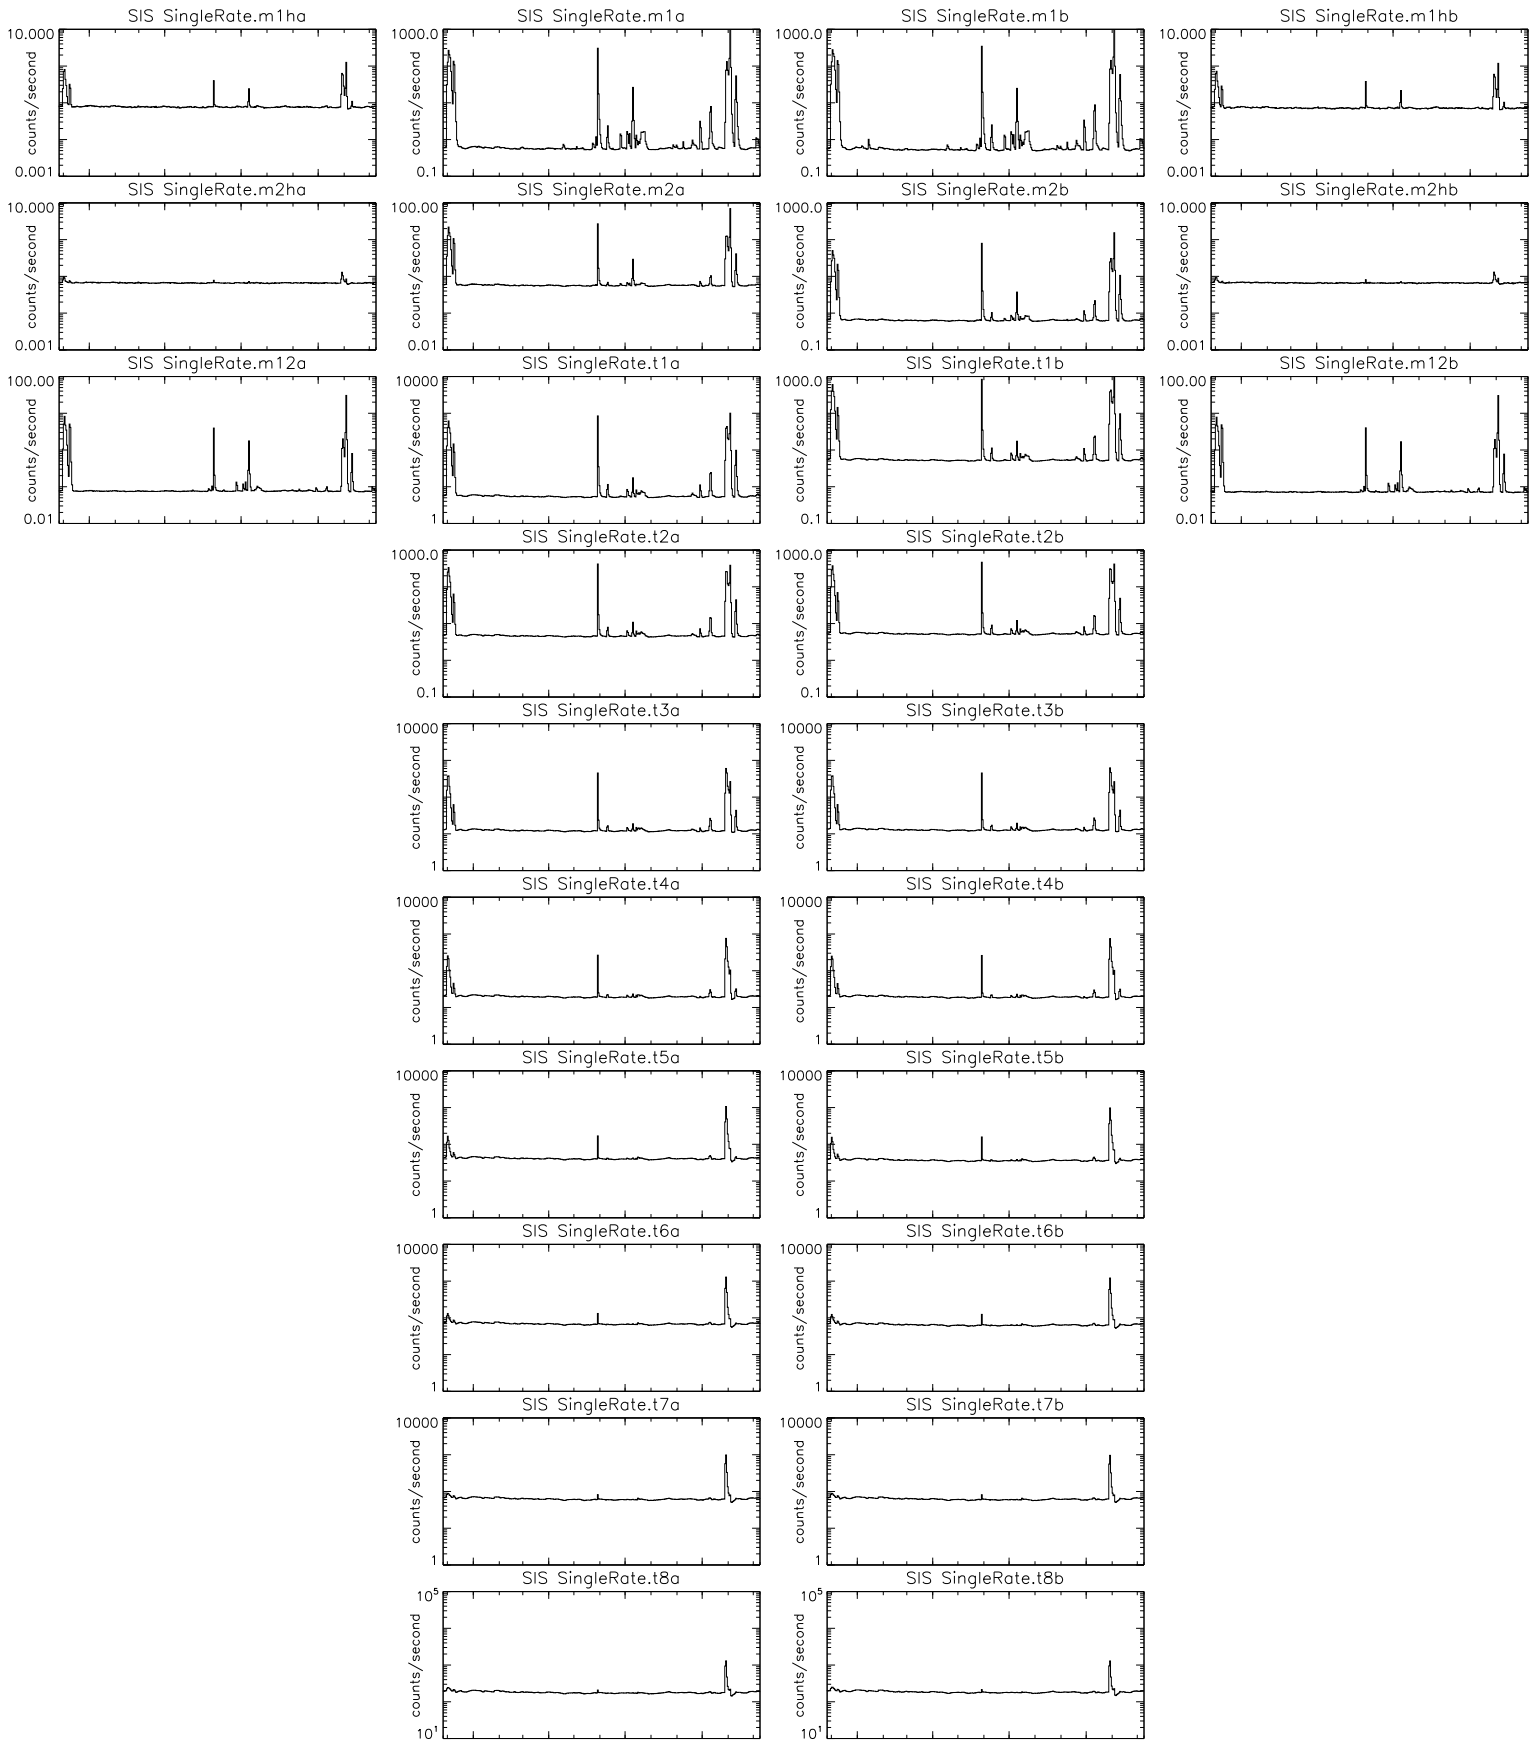 SIS SingleRate.m1ha
10.000
counts/second
0.001
SIS SingleRate.m1a
1000.0
counts/second
0.1
SIS SingleRate.m1b
1000.0
counts/second
0.1
SIS SingleRate.m1hb
10.000
counts/second
0.001
SIS SingleRate.m2ha
10.000
counts/second
0.001
SIS SingleRate.m2a
100.00
counts/second
0.01
SIS SingleRate.m2b
1000.0
counts/second
0.1
SIS SingleRate.m2hb
10.000
counts/second
0.001
SIS SingleRate.m12a
100.00
counts/second
0.01
SIS SingleRate.t1a
10000
counts/second
1
SIS SingleRate.t1b
1000.0
counts/second
0.1
SIS SingleRate.m12b
100.00
counts/second
0.01
SIS SingleRate.t2a
1000.0
counts/second
0.1
SIS SingleRate.t2b
1000.0
counts/second
0.1
SIS SingleRate.t3a
10000
counts/second
1
SIS SingleRate.t3b
10000
counts/second
1
SIS SingleRate.t4a
10000
counts/second
1
SIS SingleRate.t4b
10000
counts/second
1
SIS SingleRate.t5a
10000
counts/second
1
SIS SingleRate.t5b
10000
counts/second
1
SIS SingleRate.t6a
10000
counts/second
1
SIS SingleRate.t6b
10000
counts/second
1
SIS SingleRate.t7a
10000
counts/second
1
SIS SingleRate.t7b
10000
counts/second
1
SIS SingleRate.t8a
10⁵
counts/second
10¹
SIS SingleRate.t8b
10⁵
counts/second
10¹